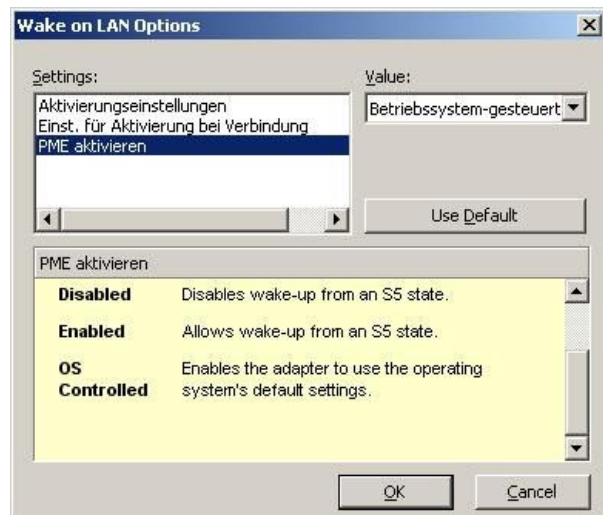 Wake on LAN Options
Settings:
Value:
Aktivierungseinstellungen
Einst. für Aktivierung bei Verbindung
PME aktivieren
Betriebssystem-gesteuert
Use Default
PME aktivieren
Disabled Disables wake-up from an S5 state.
Enabled Allows wake-up from an S5 state.
OS Controlled Enables the adapter to use the operating
system's default settings.
OK
Cancel